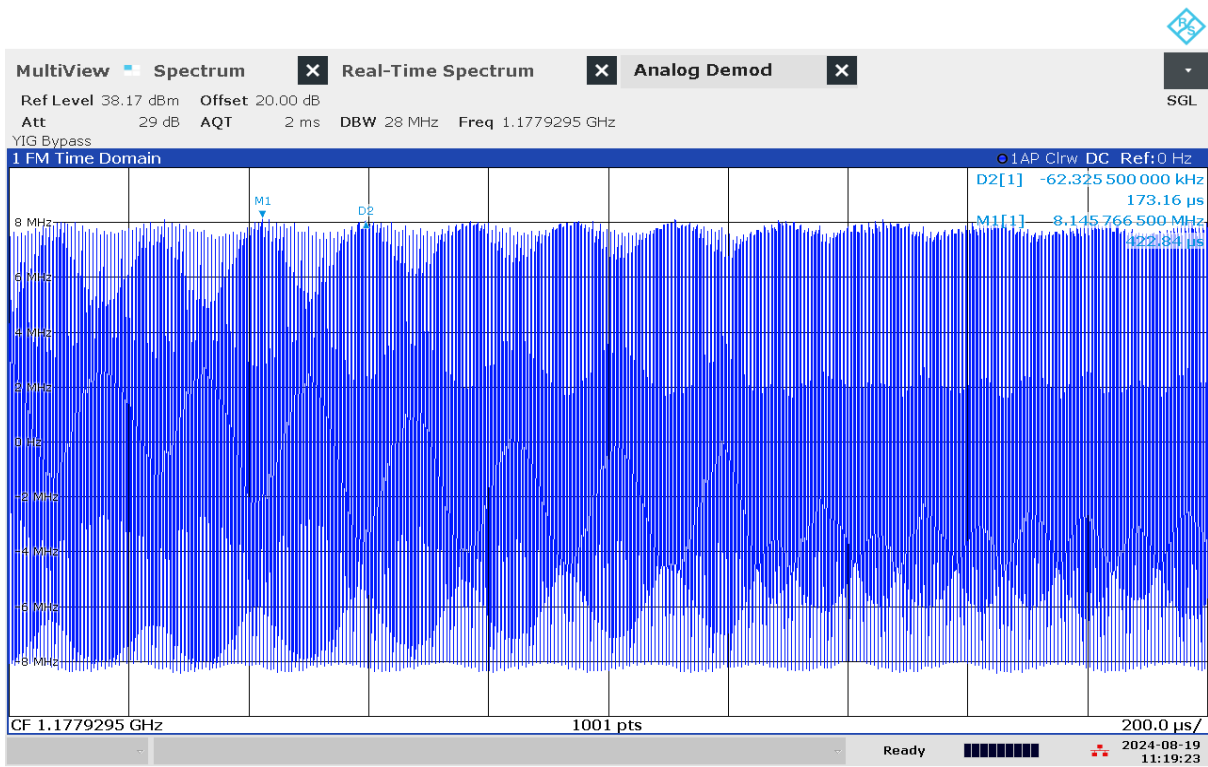 R&S
MultiView Spectrum X Real-Time Spectrum X Analog Demod X
Ref Level 38.17 dBm Offset 20.00 dB SGL
Att 29 dB AQT 2 ms DBW 28 MHz Freq 1.1779295 GHz
YIG Bypass
1 FM Time Domain 1AP Clrw DC Ref:0 Hz
D2[1] -62.325 500 000 kHz
173.16 µs
M1 D2
8 MHz M1[1] 8.145 766 500 MHz
422.84 µs
6 MHz
4 MHz
2 MHz
0 Hz
-2 MHz
-4 MHz
-6 MHz
-8 MHz
CF 1.1779295 GHz 1001 pts 200.0 µs/
Ready 2024-08-19
11:19:23